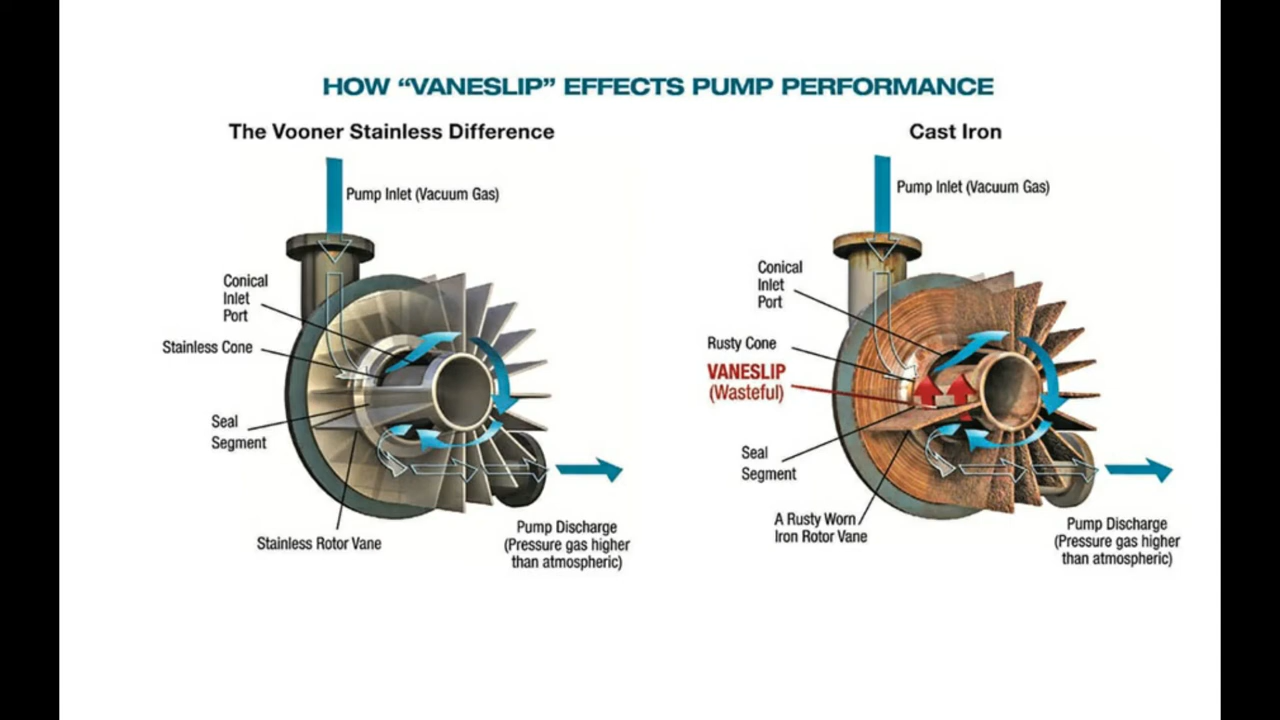 HOW “VANESLIP” EFFECTS PUMP PERFORMANCE
The Vooner Stainless Difference
Pump Inlet (Vacuum Gas)
Conical
Inlet
Port
Stainless Cone
Seal
Segment
Stainless Rotor Vane
Pump Discharge
(Pressure gas higher
than atmospheric)
Cast Iron
Pump Inlet (Vacuum Gas)
Conical
Inlet
Port
Rusty Cone
VANESLIP
(Wasteful)
Seal
Segment
A Rusty Worn
Iron Rotor Vane
Pump Discharge
(Pressure gas higher
than atmospheric)